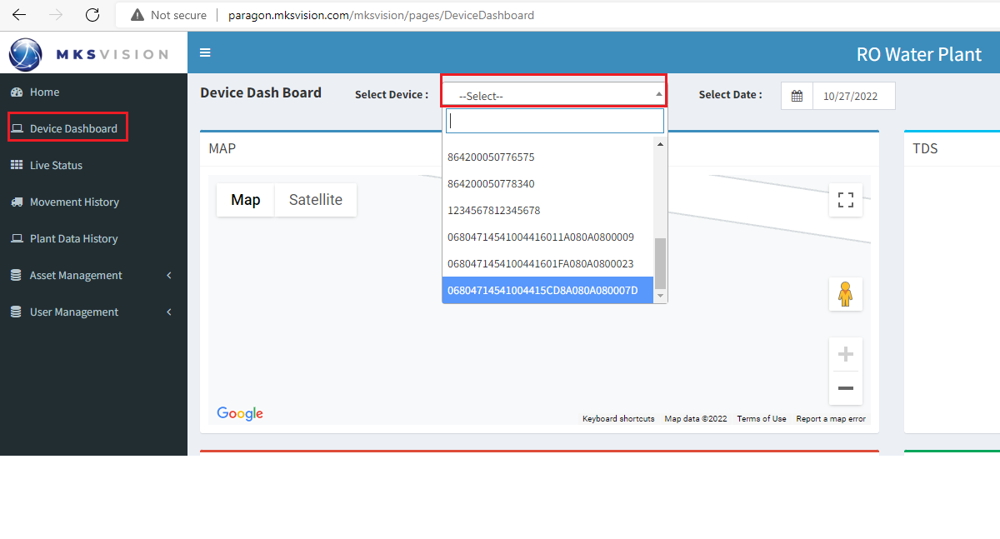 Not secure | paragon.mksvision.com/mksvision/pages/DeviceDashboard
MKSVISION
RO Water Plant
Home
Device Dashboard
Live Status
Movement History
Plant Data History
Asset Management
User Management
Device Dash Board
Select Device :
--Select--
Select Date :
10/27/2022
864200050776575
864200050778340
1234567812345678
06804714541004416011A080A0800009
0680471454100441601FA080A0800023
06804714541004415CD8A080A080007D
MAP
Map
Satellite
Google
Keyboard shortcuts
Map data ©2022
Terms of Use
Report a map error
TDS